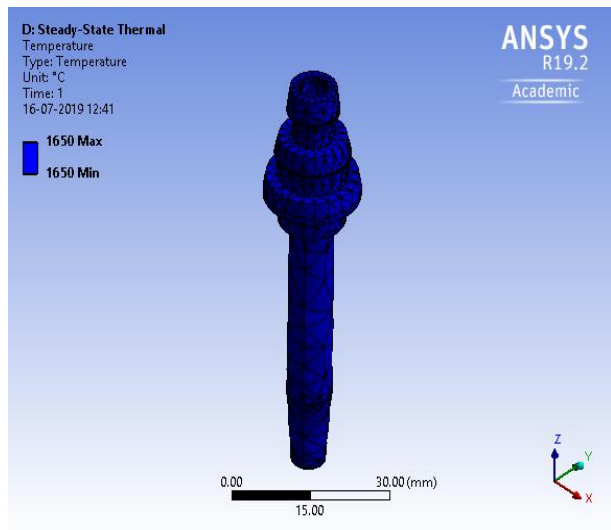 D: Steady-State Thermal
Temperature
Type: Temperature
Unit: °C
Time: 1
16-07-2019 12:41
1650 Max
1650 Min
ANSYS
R19.2
Academic
0.00
30.00 (mm)
15.00
Z
Y
X